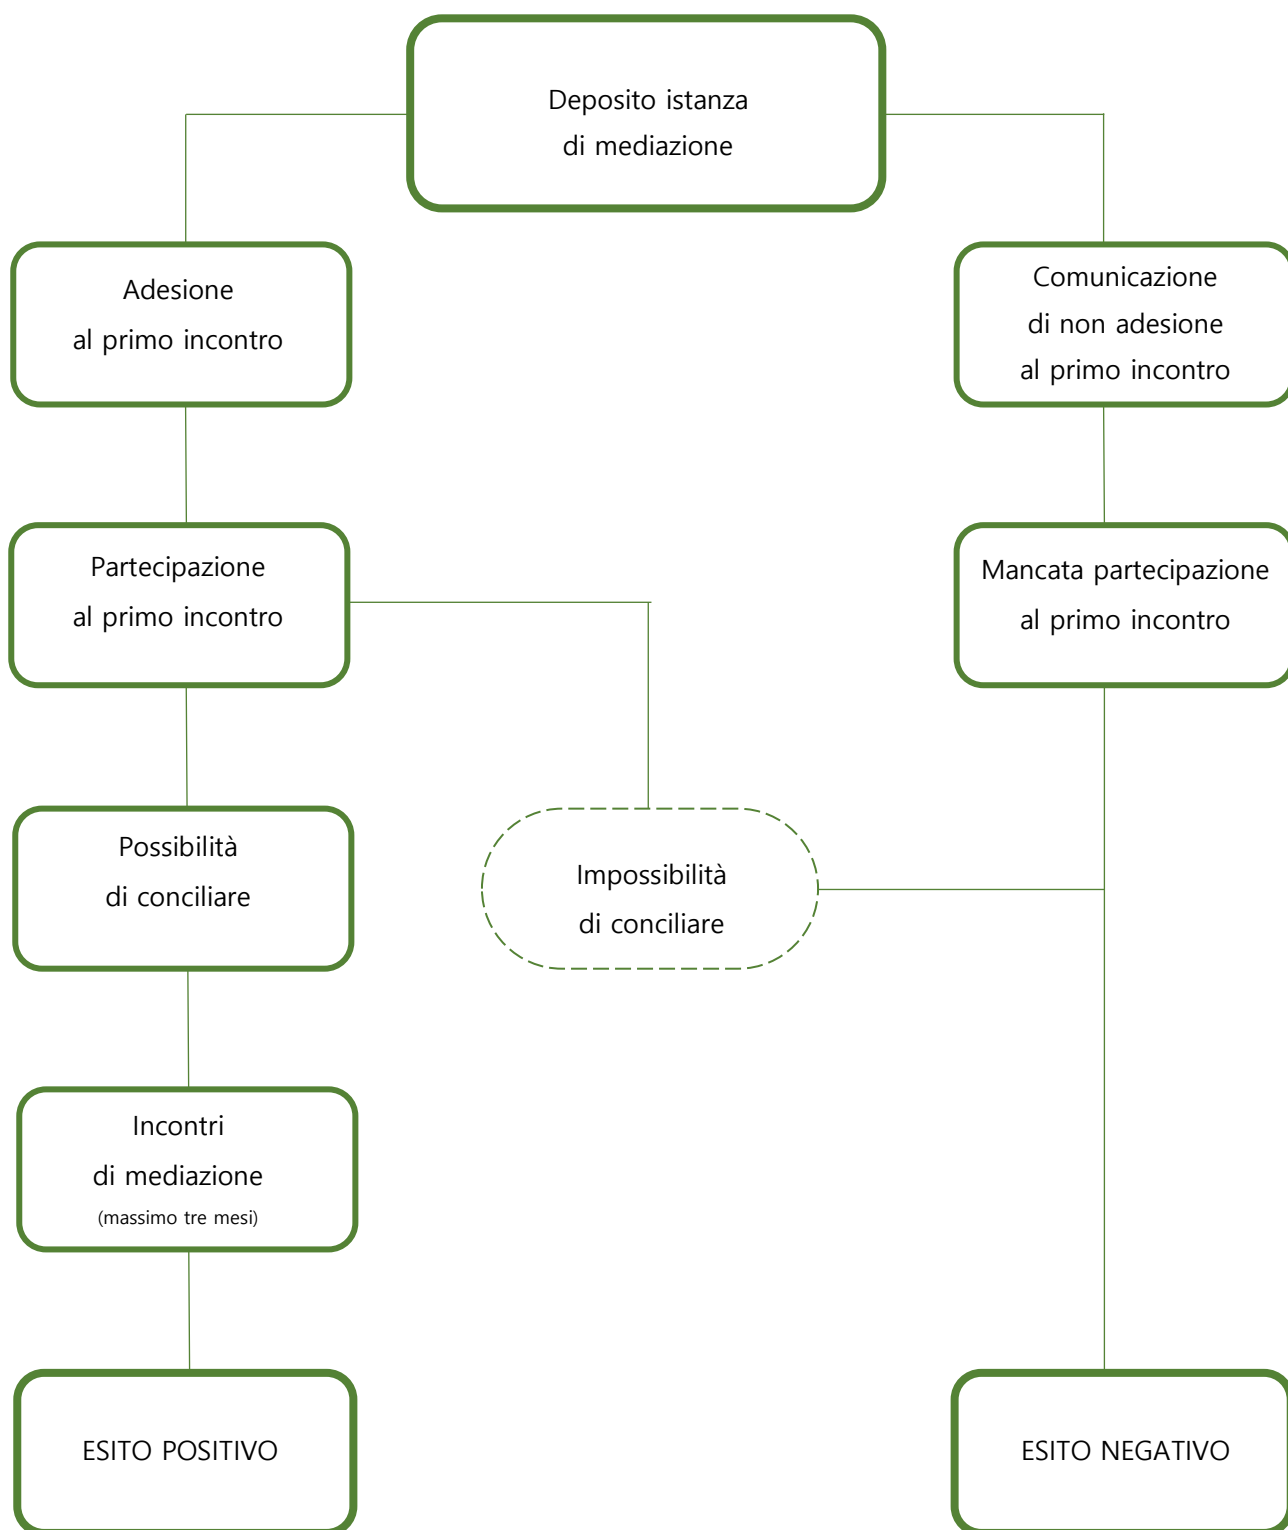 Deposito istanza
di mediazione
Adesione
al primo incontro
Comunicazione
di non adesione
al primo incontro
Partecipazione
al primo incontro
Mancata partecipazione
al primo incontro
Possibilità
di conciliare
Impossibilità
di conciliare
Incontri
di mediazione
(massimo tre mesi)
ESITO POSITIVO
ESITO NEGATIVO